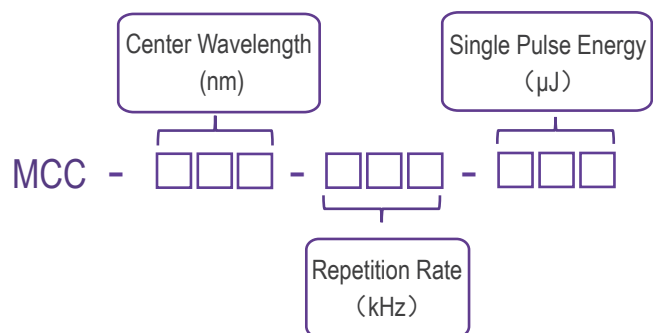 Center Wavelength
(nm)
Single Pulse Energy
（μJ）
MCC - □□□ - □□□ - □□□
Repetition Rate
（kHz）